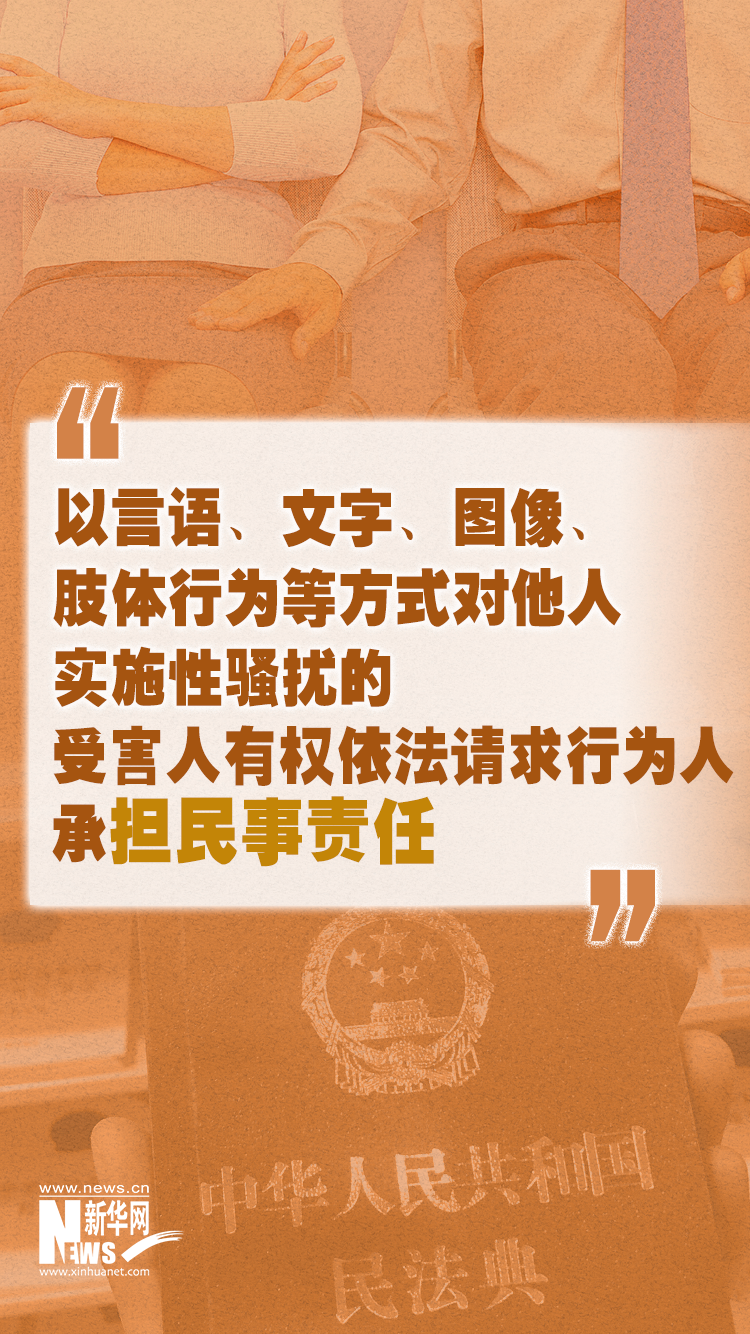 “
以言语、文字、图像、
肢体行为等方式对他人
实施性骚扰的
受害人有权依法请求行为人
承担民事责任
”
中华人民共和国
民法典
www.news.cn
NEWS 新华网
www.xinhuanet.com